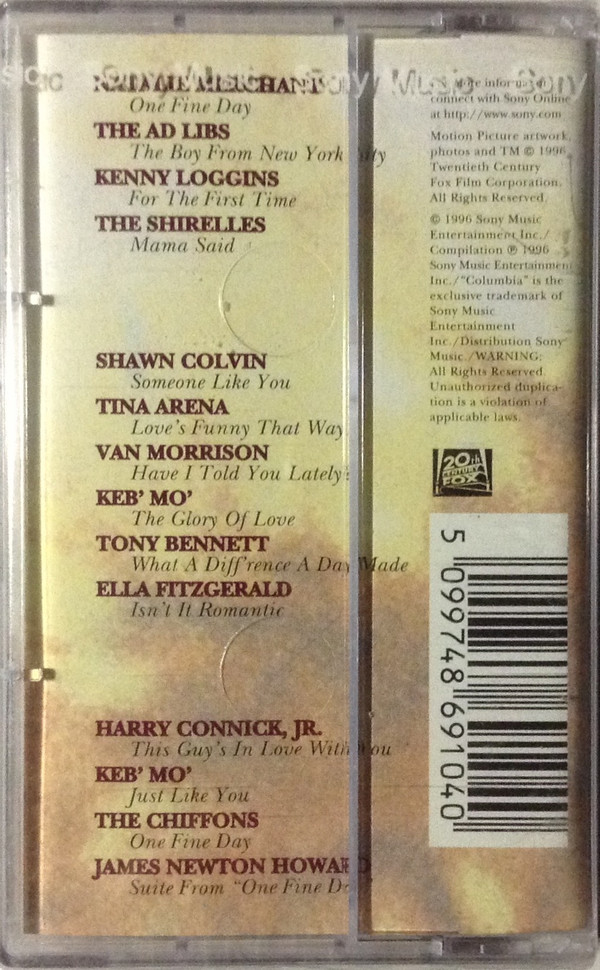 Sony Music
Sony Music
Sony
NATALIE MERCHANT
One Fine Day
THE AD LIBS
The Boy From New York City
KENNY LOGGINS
For The First Time
THE SHIRELLES
Mama Said
SHAWN COLVIN
Someone Like You
TINA ARENA
Love's Funny That Way
VAN MORRISON
Have I Told You Lately?
KEB' MO'
The Glory Of Love
TONY BENNETT
What A Diff'rence A Day Made
ELLA FITZGERALD
Isn't It Romantic
HARRY CONNICK, JR.
This Guy's In Love With You
KEB' MO'
Just Like You
THE CHIFFONS
One Fine Day
JAMES NEWTON HOWARD
Suite From "One Fine D
more infor
connect with Sony Online
at http://www.sony.com
Motion Picture artwork,
photos and TM © 1996
Twentieth Century
Fox Film Corporation.
All Rights Reserved.
© 1996 Sony Music
Entertainment Inc./
Compilation ℗ 1996
Sony Music Entertainment
Inc./"Columbia" is the
exclusive trademark of
Sony Music
Entertainment
Inc./Distribution Sony
Music/WARNING:
All Rights Reserved.
Unauthorized duplica-
tion is a violation of
applicable laws.
20th
CENTURY
FOX
5 099748 691040